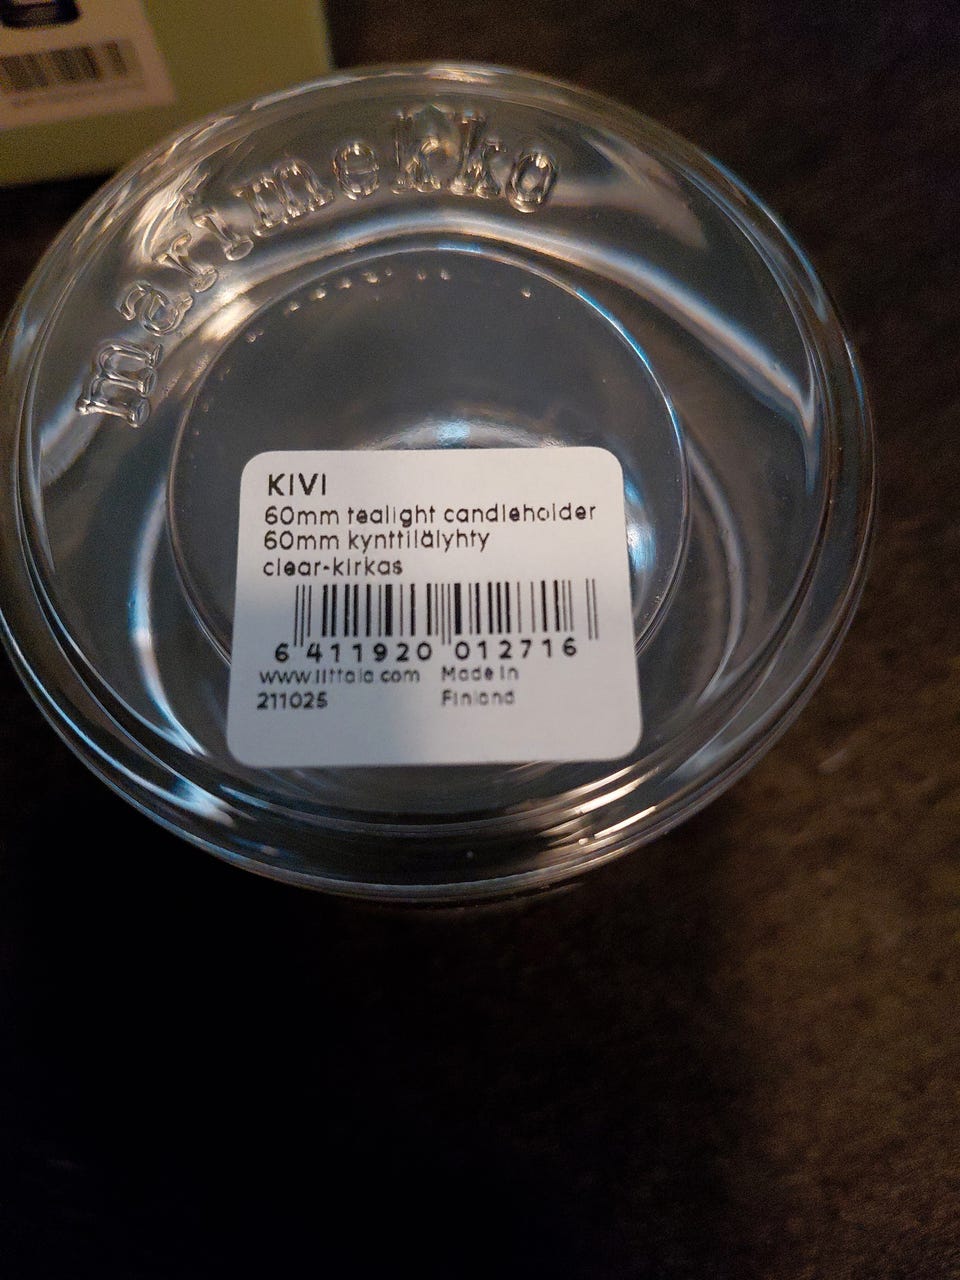 marimekko
KIVI
60mm tealight candleholder
60mm kynttilälyhty
clear-kirkas
6 411920 012716
www.iittala.com Made in
211025 Finland